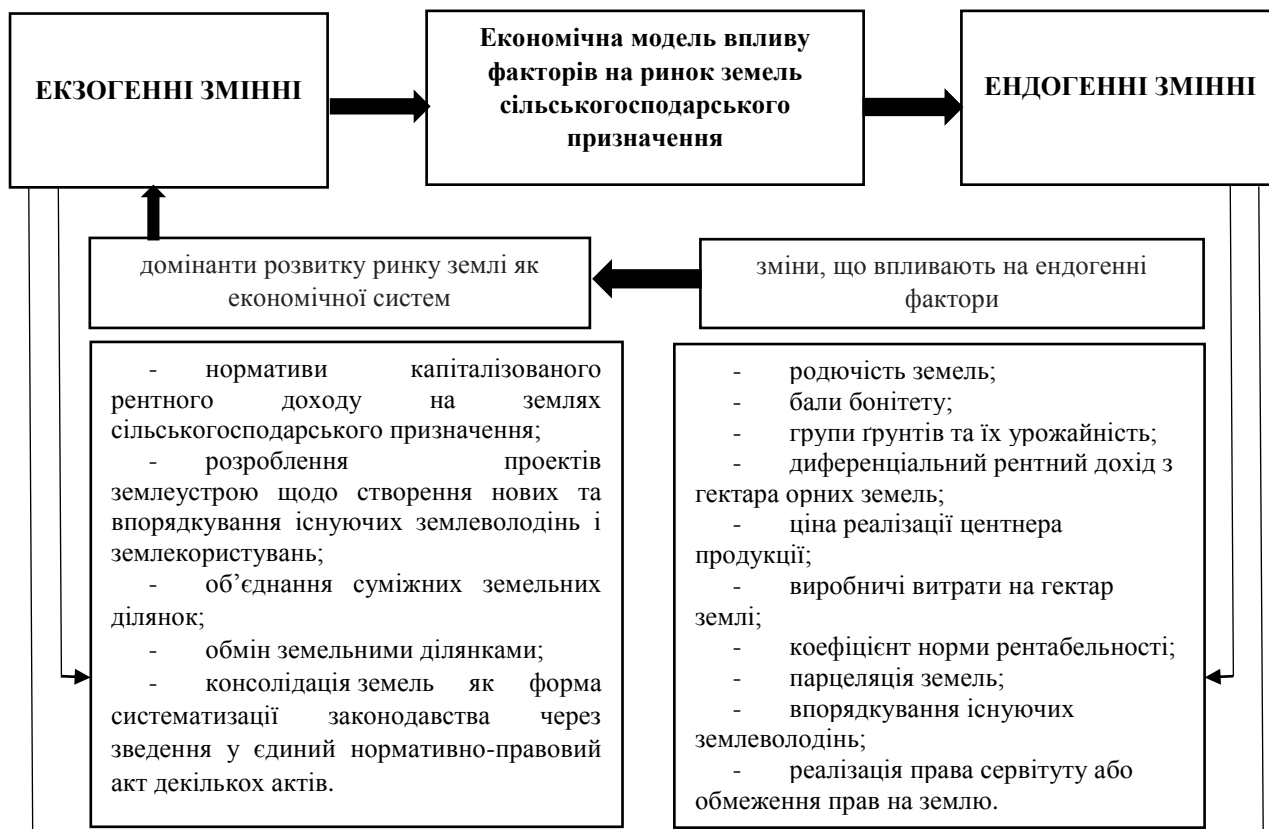 ЕКЗОГЕННІ ЗМІННІ
Економічна модель впливу
факторів на ринок земель
сільськогосподарського
призначення
ЕНДОГЕННІ ЗМІННІ
домінанти розвитку ринку землі як
економічної систем
зміни, що впливають на ендогенні
фактори
- нормативи капіталізованого
рентного доходу на землях
сільськогосподарського призначення;
- розроблення проектів
землеустрою щодо створення нових та
впорядкування існуючих землеволодінь і
землекористувань;
- об’єднання суміжних земельних
ділянок;
- обмін земельними ділянками;
- консолідація земель як форма
систематизації законодавства через
зведення у єдиний нормативно-правовий
акт декількох актів.
- родючість земель;
- бали бонітету;
- групи ґрунтів та їх урожайність;
- диференціальний рентний дохід з
гектара орних земель;
- ціна реалізації центнера
продукції;
- виробничі витрати на гектар
землі;
- коефіцієнт норми рентабельності;
- парцеляція земель;
- впорядкування існуючих
землеволодінь;
- реалізація права сервітуту або
обмеження прав на землю.